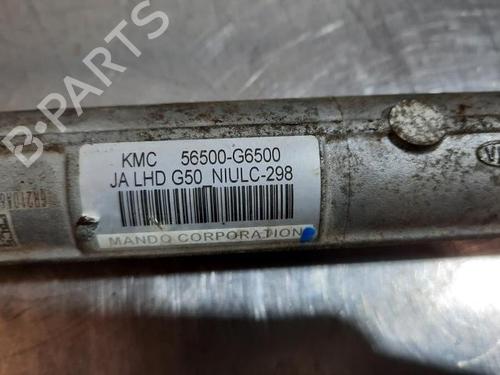 B-PARTS
KMC 56500-G6500
JA LHD G50 NIULC-298
MANDO CORPORATION